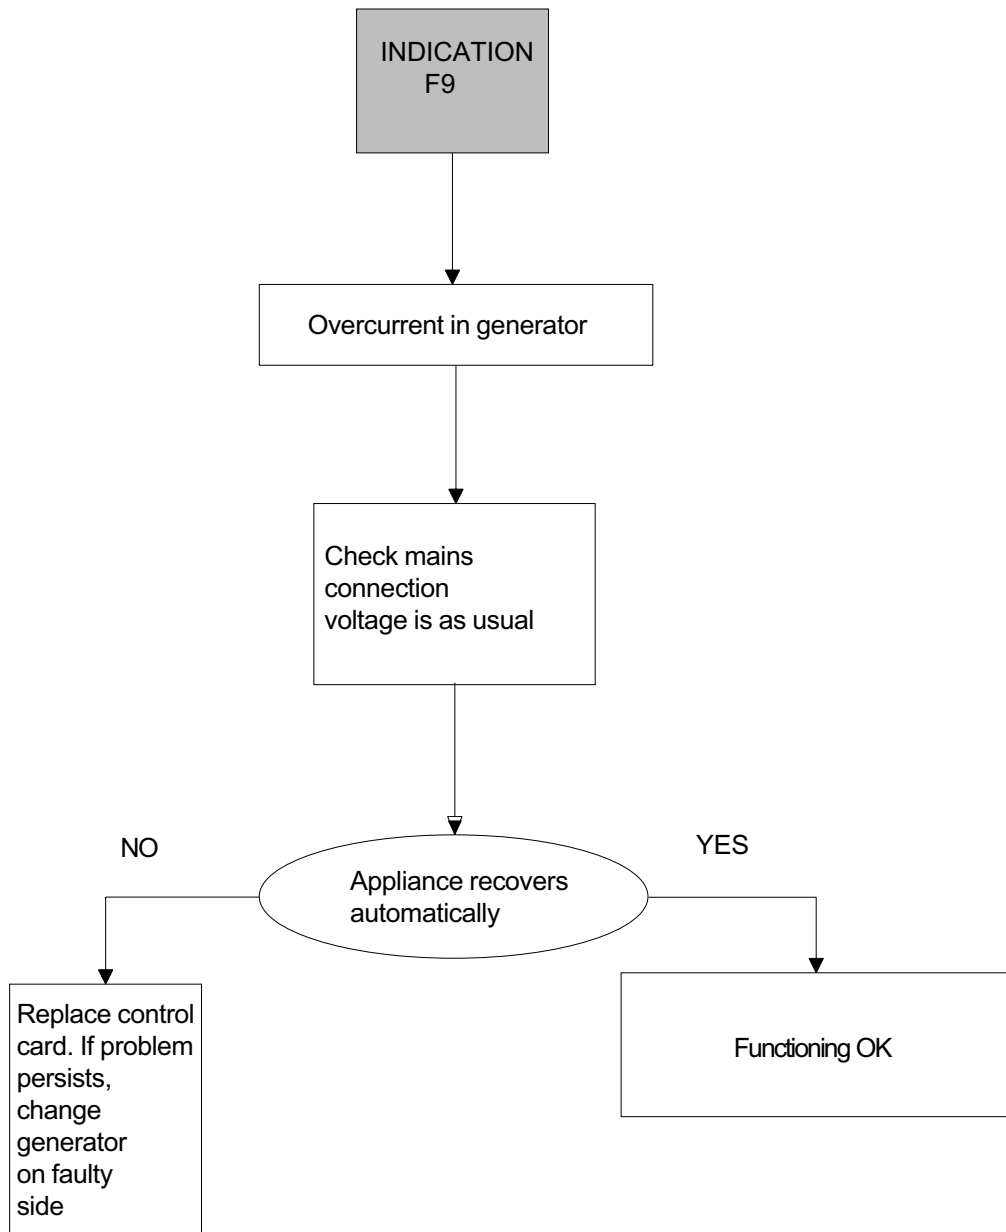 INDICATION
F9
Overcurrent in generator
Check mains
connection
voltage is as usual
NO
YES
Appliance recovers
automatically
Replace control
card. If problem
persists,
change
generator
on faulty
side
Functioning OK